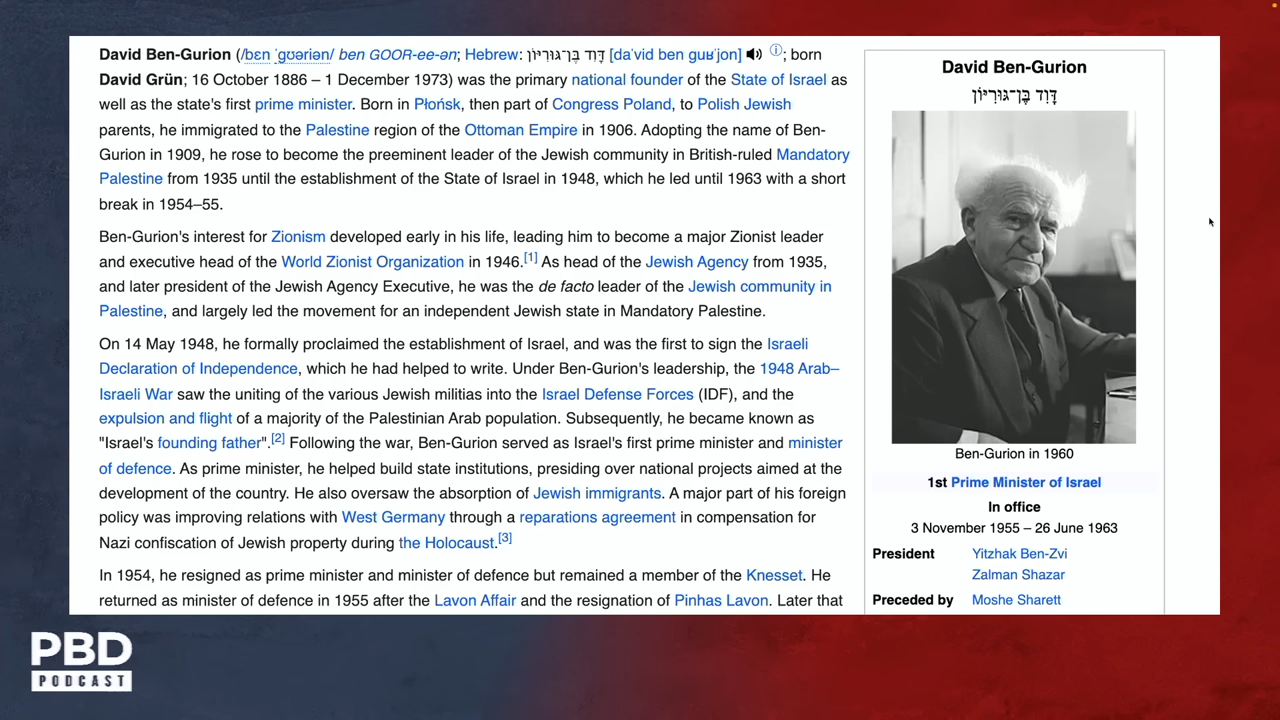 David Ben-Gurion (/bɛn ˈɡʊəriən/ ben GOOR-ee-ən; Hebrew: דָּוִד בֶּן־גּוּרִיּוֹן [daˈvid ben ɡuʁˈjon]; born
David Grün; 16 October 1886 – 1 December 1973) was the primary national founder of the State of Israel as
well as the state's first prime minister. Born in Płońsk, then part of Congress Poland, to Polish Jewish
parents, he immigrated to the Palestine region of the Ottoman Empire in 1906. Adopting the name of Ben-
Gurion in 1909, he rose to become the preeminent leader of the Jewish community in British-ruled Mandatory
Palestine from 1935 until the establishment of the State of Israel in 1948, which he led until 1963 with a short
break in 1954–55.
Ben-Gurion's interest for Zionism developed early in his life, leading him to become a major Zionist leader
and executive head of the World Zionist Organization in 1946.[1] As head of the Jewish Agency from 1935,
and later president of the Jewish Agency Executive, he was the de facto leader of the Jewish community in
Palestine, and largely led the movement for an independent Jewish state in Mandatory Palestine.
On 14 May 1948, he formally proclaimed the establishment of Israel, and was the first to sign the Israeli
Declaration of Independence, which he had helped to write. Under Ben-Gurion's leadership, the 1948 Arab–
Israeli War saw the uniting of the various Jewish militias into the Israel Defense Forces (IDF), and the
expulsion and flight of a majority of the Palestinian Arab population. Subsequently, he became known as
"Israel's founding father".[2] Following the war, Ben-Gurion served as Israel's first prime minister and minister
of defence. As prime minister, he helped build state institutions, presiding over national projects aimed at the
development of the country. He also oversaw the absorption of Jewish immigrants. A major part of his foreign
policy was improving relations with West Germany through a reparations agreement in compensation for
Nazi confiscation of Jewish property during the Holocaust.[3]
In 1954, he resigned as prime minister and minister of defence but remained a member of the Knesset. He
returned as minister of defence in 1955 after the Lavon Affair and the resignation of Pinhas Lavon. Later that
David Ben-Gurion
דָּוִד בֶּן־גּוּרִיּוֹן
Ben-Gurion in 1960
1st Prime Minister of Israel
In office
3 November 1955 – 26 June 1963
President Yitzhak Ben-Zvi
Zalman Shazar
Preceded by Moshe Sharett
PBD
PODCAST